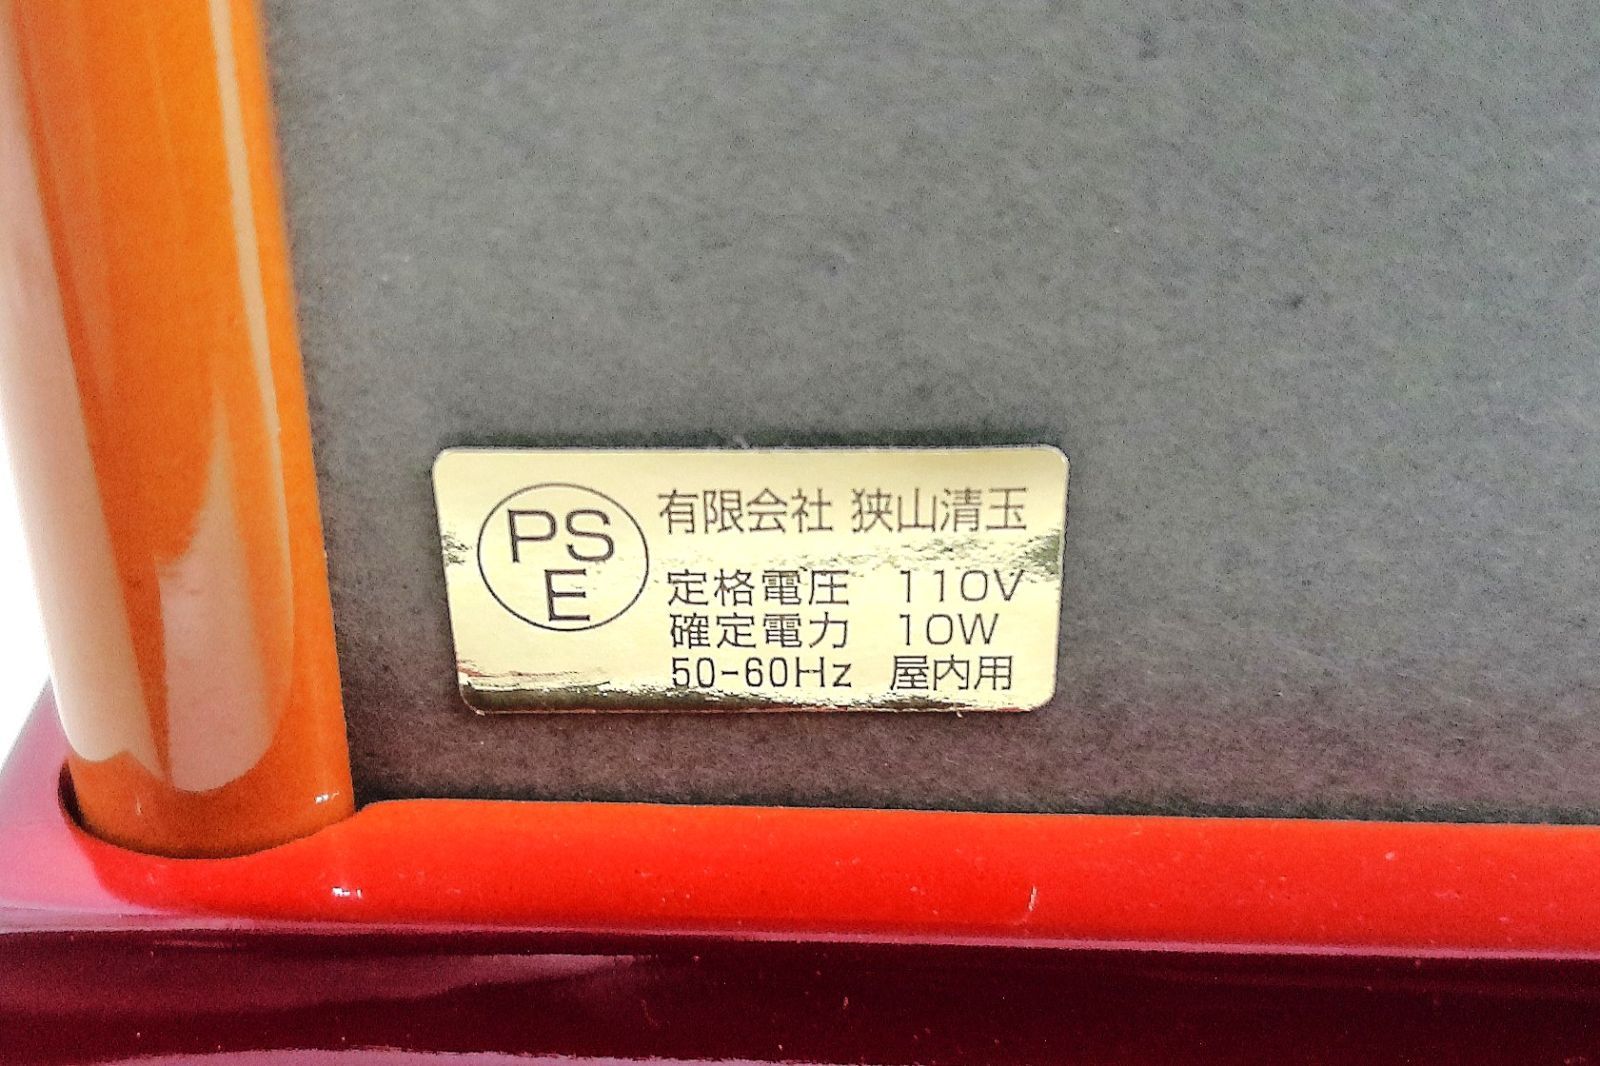 PS
E
有限会社 狭山清玉
定格電圧 110V
確定電力 10W
50-60Hz 屋内用